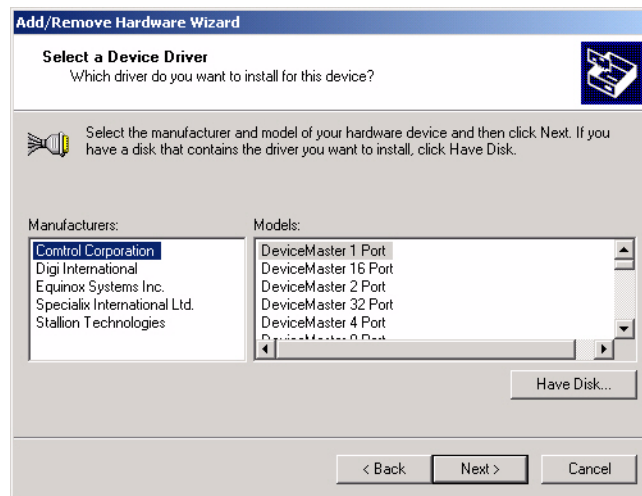 Add/Remove Hardware Wizard
Select a Device Driver
Which driver do you want to install for this device?
Select the manufacturer and model of your hardware device and then click Next. If you
have a disk that contains the driver you want to install, click Have Disk.
Manufacturers:
Comtrol Corporation
Digi International
Equinox Systems Inc.
Specialix International Ltd.
Stallion Technologies
Models:
DeviceMaster 1 Port
DeviceMaster 16 Port
DeviceMaster 2 Port
DeviceMaster 32 Port
DeviceMaster 4 Port
Have Disk...
< Back
Next >
Cancel